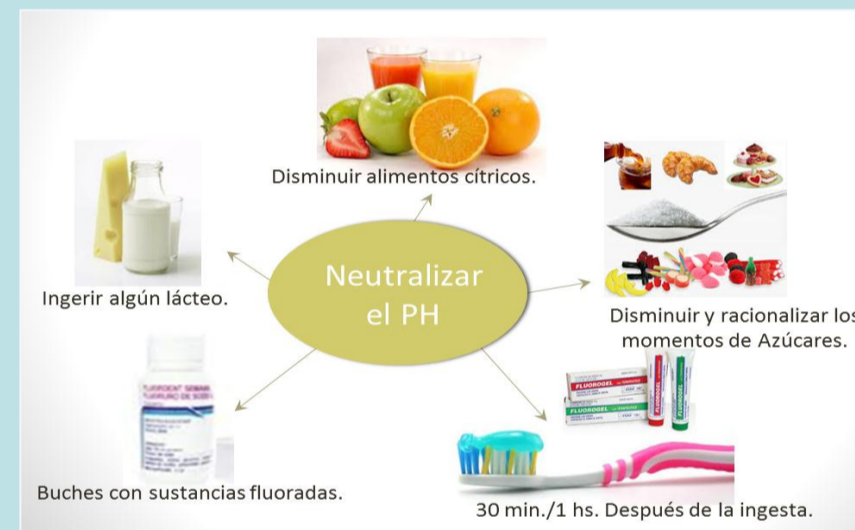 Disminuir alimentos cítricos.
Ingerir algún lácteo.
Neutralizar
el PH
Disminuir y racionalizar los
momentos de Azúcares.
FLUOROGEL
FLUOROGEL
Buches con sustancias fluoradas.
30 min./1 hs. Después de la ingesta.